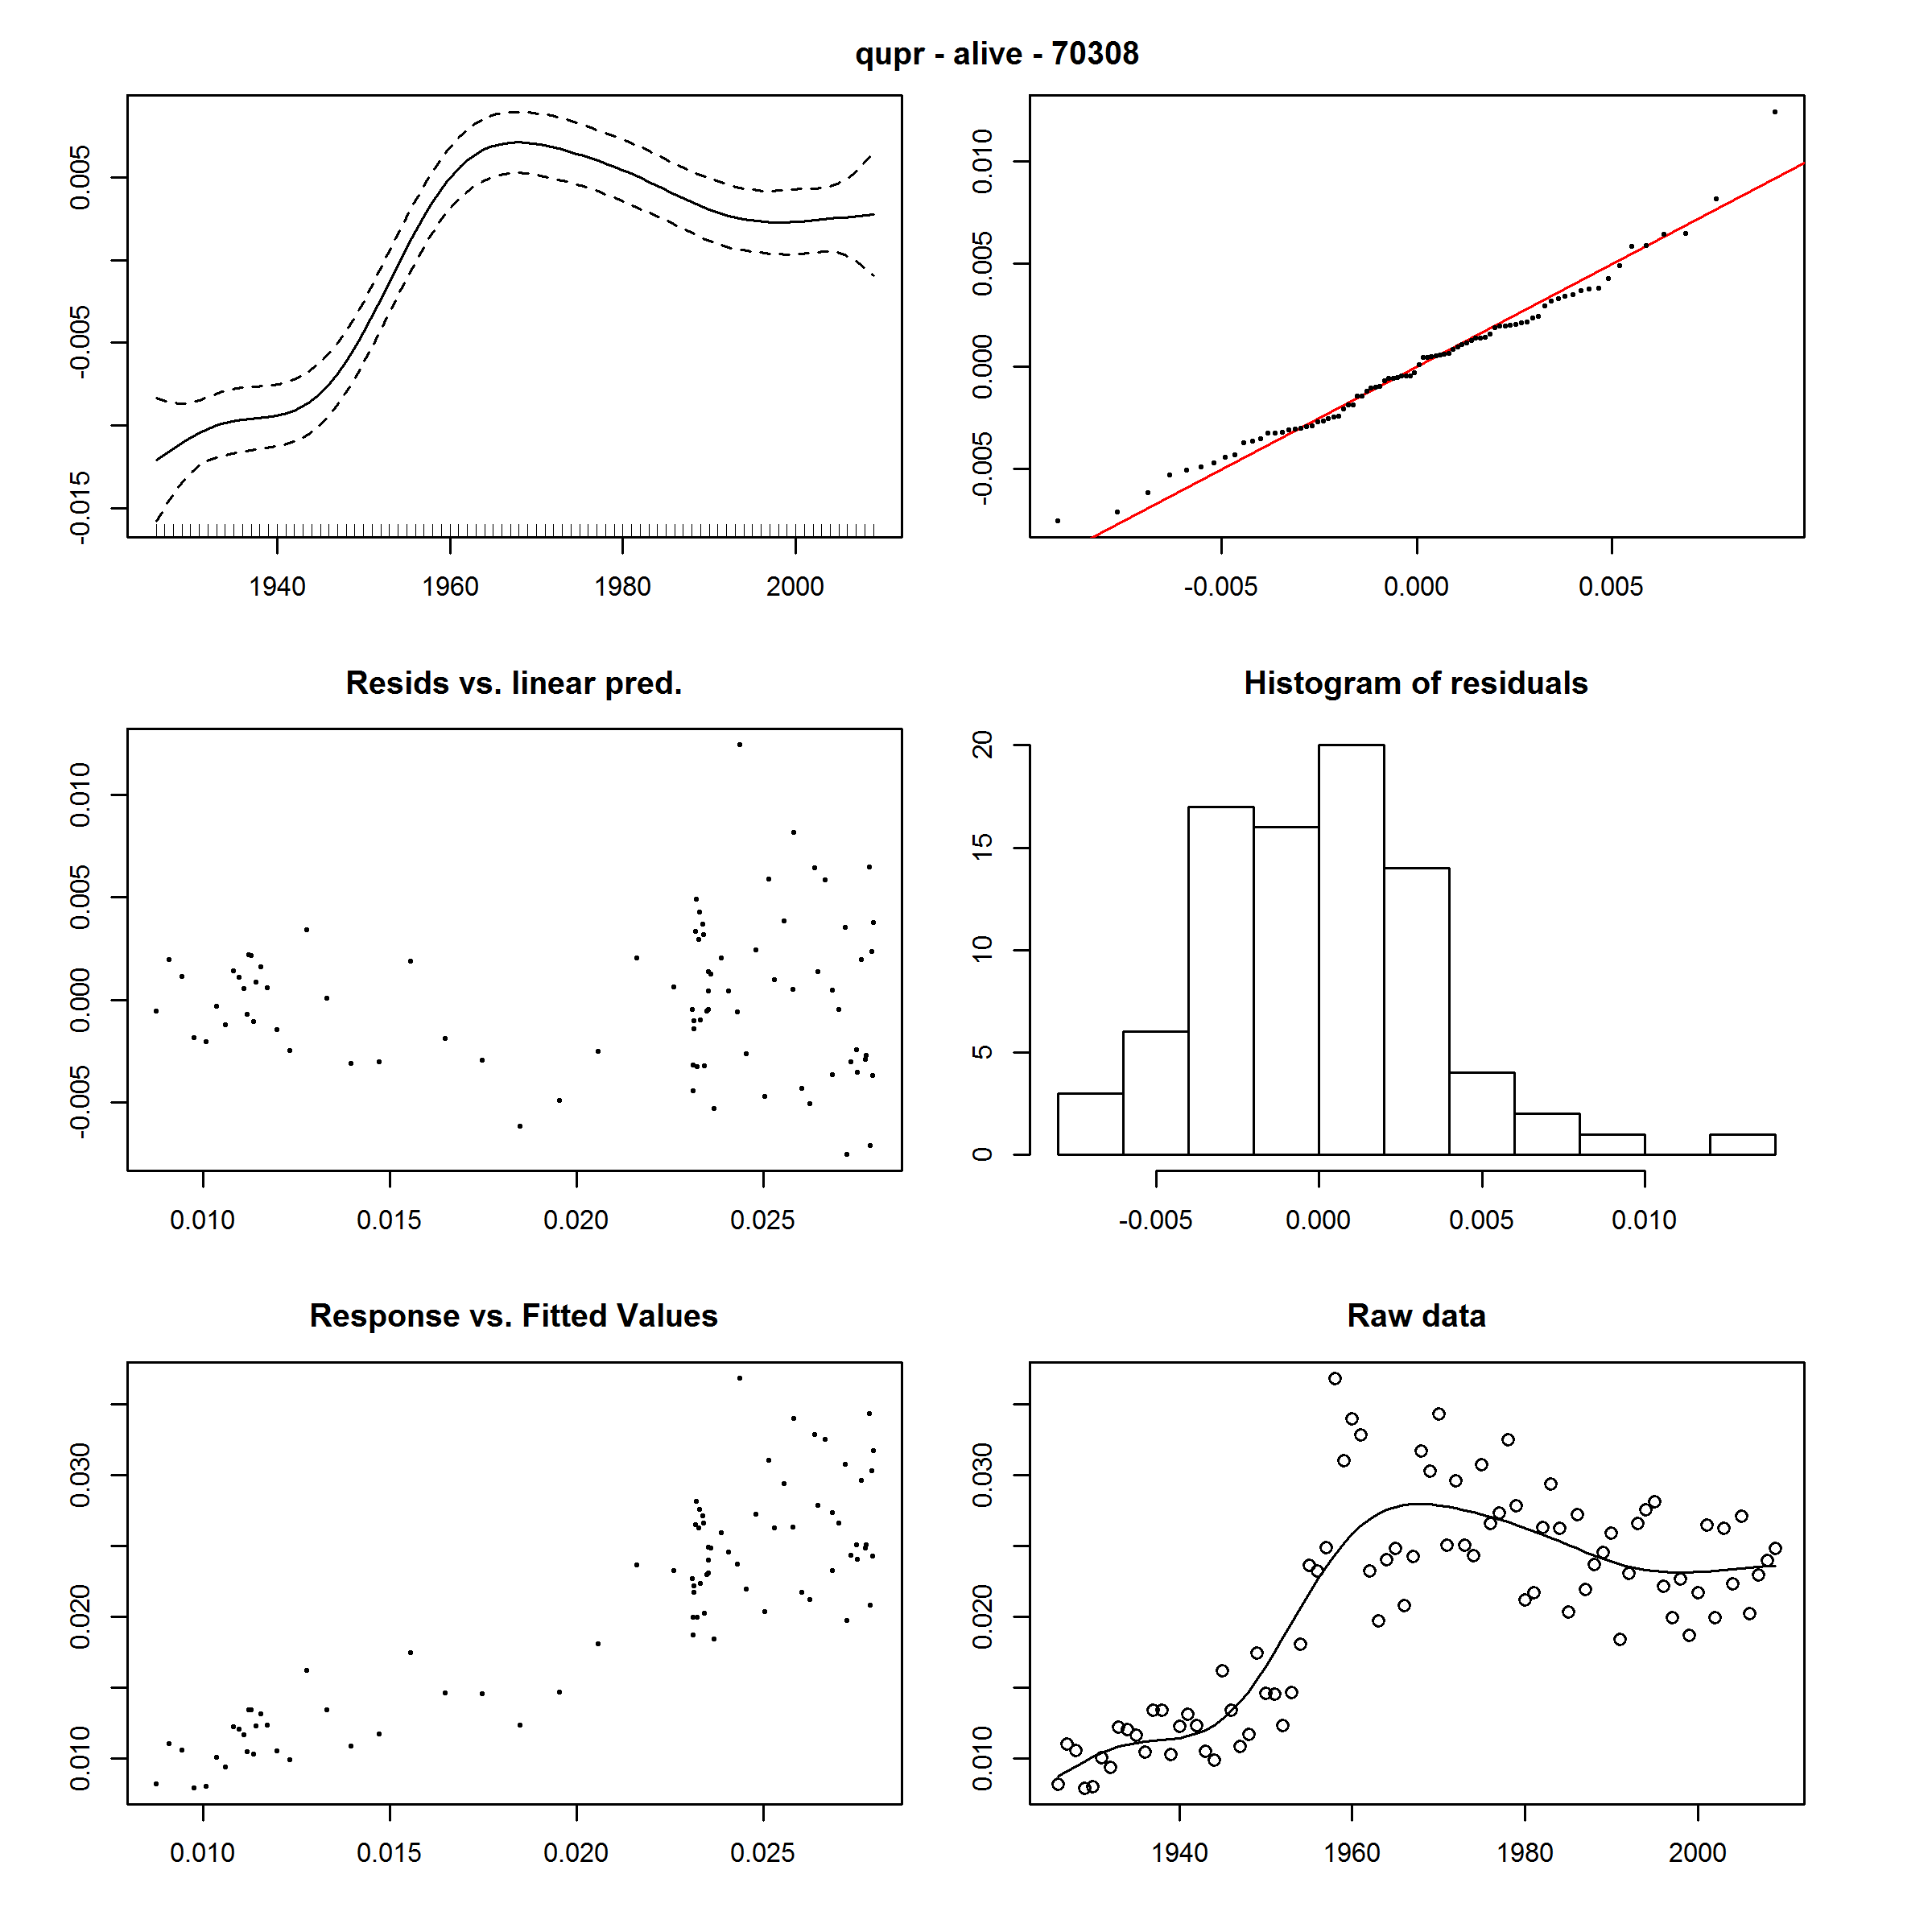 qupr - alive - 70308
0.005
-0.005
-0.015
1940 1960 1980 2000
0.010
0.005
0.000
-0.005
-0.005 0.000 0.005
Resids vs. linear pred.
0.010
0.005
0.000
-0.005
0.010 0.015 0.020 0.025
Histogram of residuals
20
15
10
5
0
-0.005 0.000 0.005 0.010
Response vs. Fitted Values
0.030
0.020
0.010
0.010 0.015 0.020 0.025
Raw data
0.030
0.020
0.010
1940 1960 1980 2000